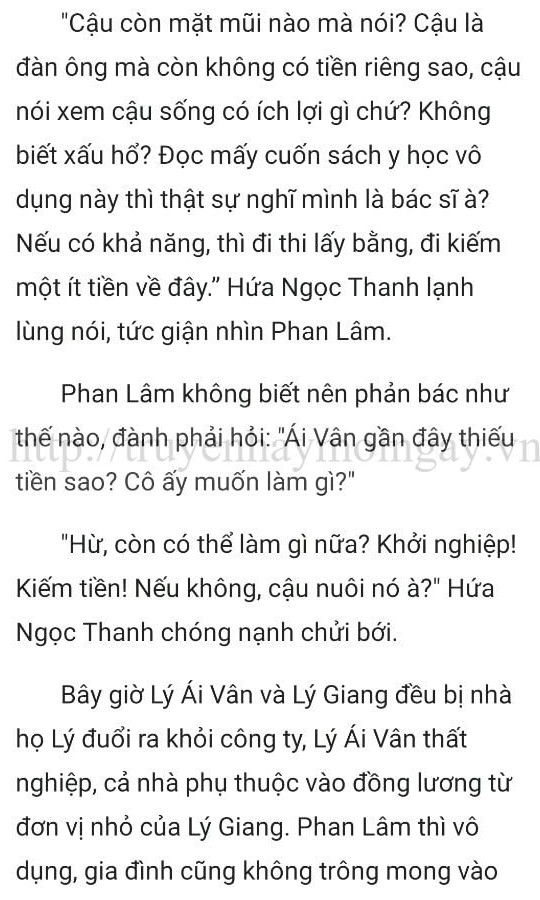 "Cậu còn mặt mũi nào mà nói? Cậu là
đàn ông mà còn không có tiền riêng sao, cậu
nói xem cậu sống có ích lợi gì chứ? Không
biết xấu hổ? Đọc mấy cuốn sách y học vô
dụng này thì thật sự nghĩ mình là bác sĩ à?
Nếu có khả năng, thì đi thi lấy bằng, đi kiếm
một ít tiền về đây.” Hứa Ngọc Thanh lạnh
lùng nói, tức giận nhìn Phan Lâm.
Phan Lâm không biết nên phản bác như
thế nào, đành phải hỏi: "Ái Vân gần đây thiếu
http://truyenhaymoingay.vn
tiền sao? Cô ấy muốn làm gì?"
"Hừ, còn có thể làm gì nữa? Khởi nghiệp!
Kiếm tiền! Nếu không, cậu nuôi nó à?" Hứa
Ngọc Thanh chóng nạnh chửi bới.
Bây giờ Lý Ái Vân và Lý Giang đều bị nhà
họ Lý đuổi ra khỏi công ty, Lý Ái Vân thất
nghiệp, cả nhà phụ thuộc vào đồng lương từ
đơn vị nhỏ của Lý Giang. Phan Lâm thì vô
dụng, gia đình cũng không trông mong vào